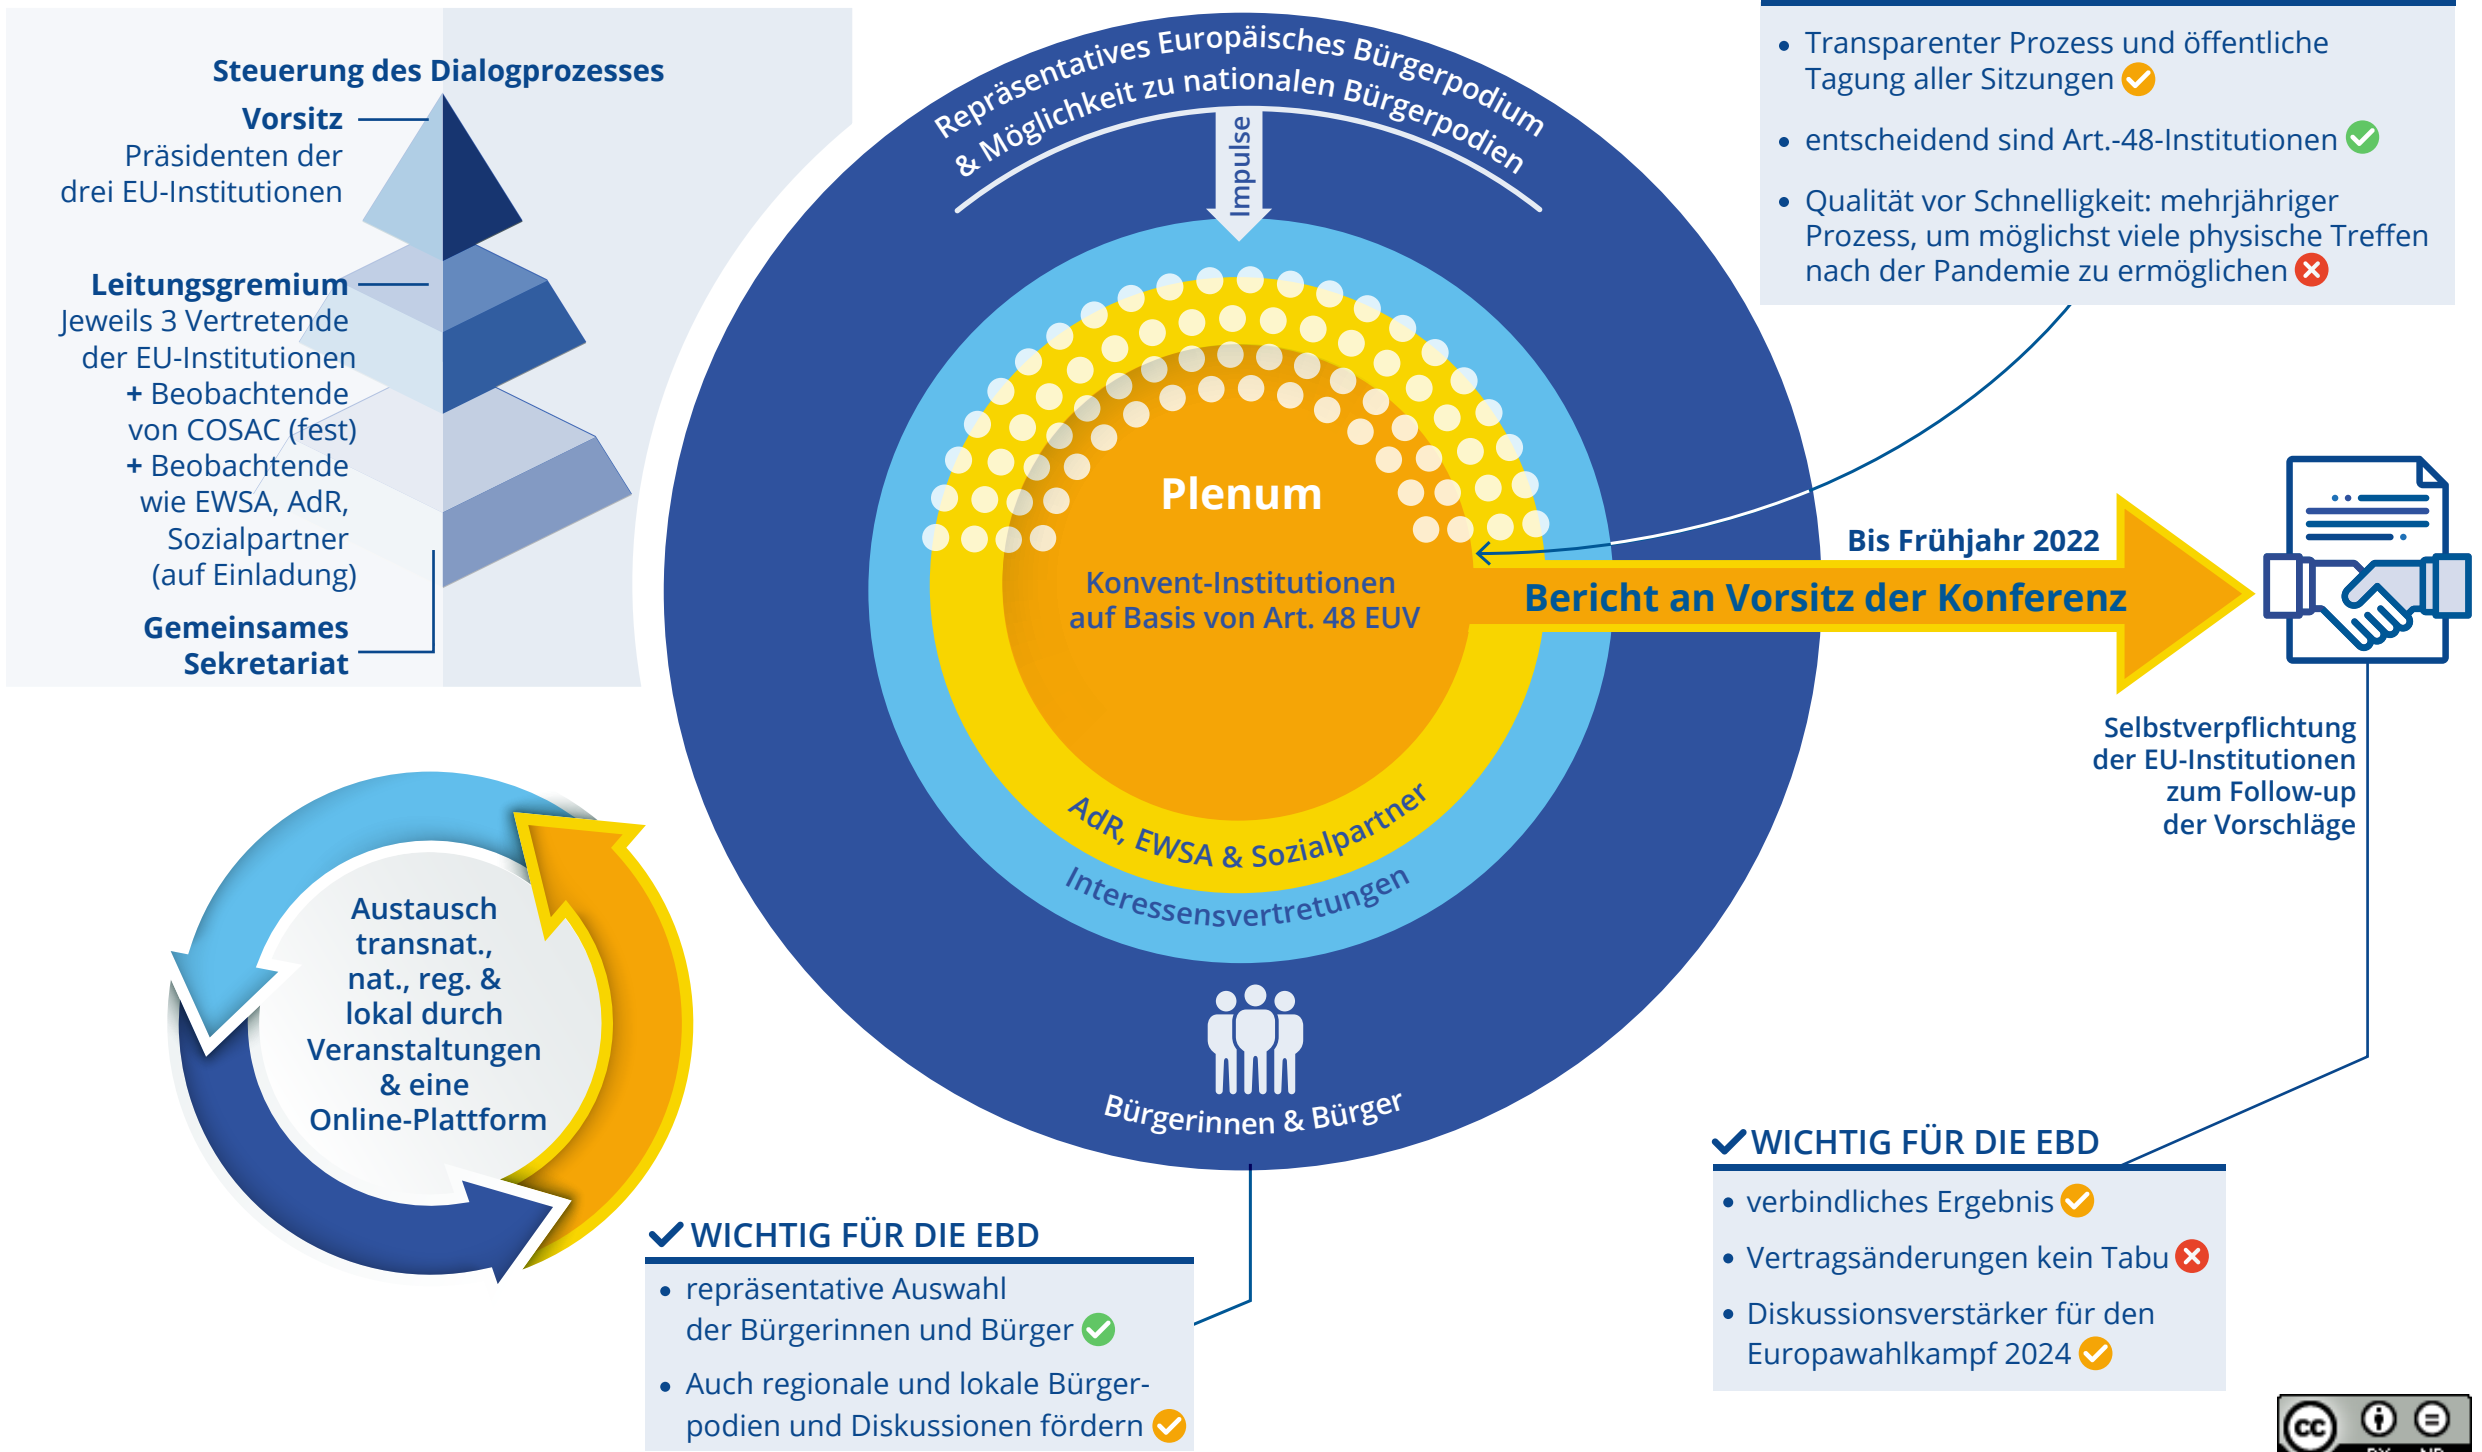 Steuerung des Dialogprozesses
Vorsitz
Präsidenten der
drei EU-Institutionen
Leitungsgremium
Jeweils 3 Vertretende
der EU-Institutionen
+ Beobachtende
von COSAC (fest)
+ Beobachtende
wie EWSA, AdR,
Sozialpartner
(auf Einladung)
Gemeinsames
Sekretariat
Repräsentatives Europäisches Bürgerpodium
& Möglichkeit zu nationalen Bürgerpodien
Impulse
Plenum
Konvent-Institutionen
auf Basis von Art. 48 EUV
AdR, EWSA & Sozialpartner
Interessensvertretungen
Bürgerinnen & Bürger
• Transparenter Prozess und öffentliche
Tagung aller Sitzungen
• entscheidend sind Art.-48-Institutionen
• Qualität vor Schnelligkeit: mehrjähriger
Prozess, um möglichst viele physische Treffen
nach der Pandemie zu ermöglichen
Bis Frühjahr 2022
Bericht an Vorsitz der Konferenz
Selbstverpflichtung
der EU-Institutionen
zum Follow-up
der Vorschläge
Austausch
transnat.,
nat., reg. &
lokal durch
Veranstaltungen
& eine
Online-Plattform
WICHTIG FÜR DIE EBD
• repräsentative Auswahl
der Bürgerinnen und Bürger
• Auch regionale und lokale Bürger-
podien und Diskussionen fördern
WICHTIG FÜR DIE EBD
• verbindliches Ergebnis
• Vertragsänderungen kein Tabu
• Diskussionsverstärker für den
Europawahlkampf 2024
cc